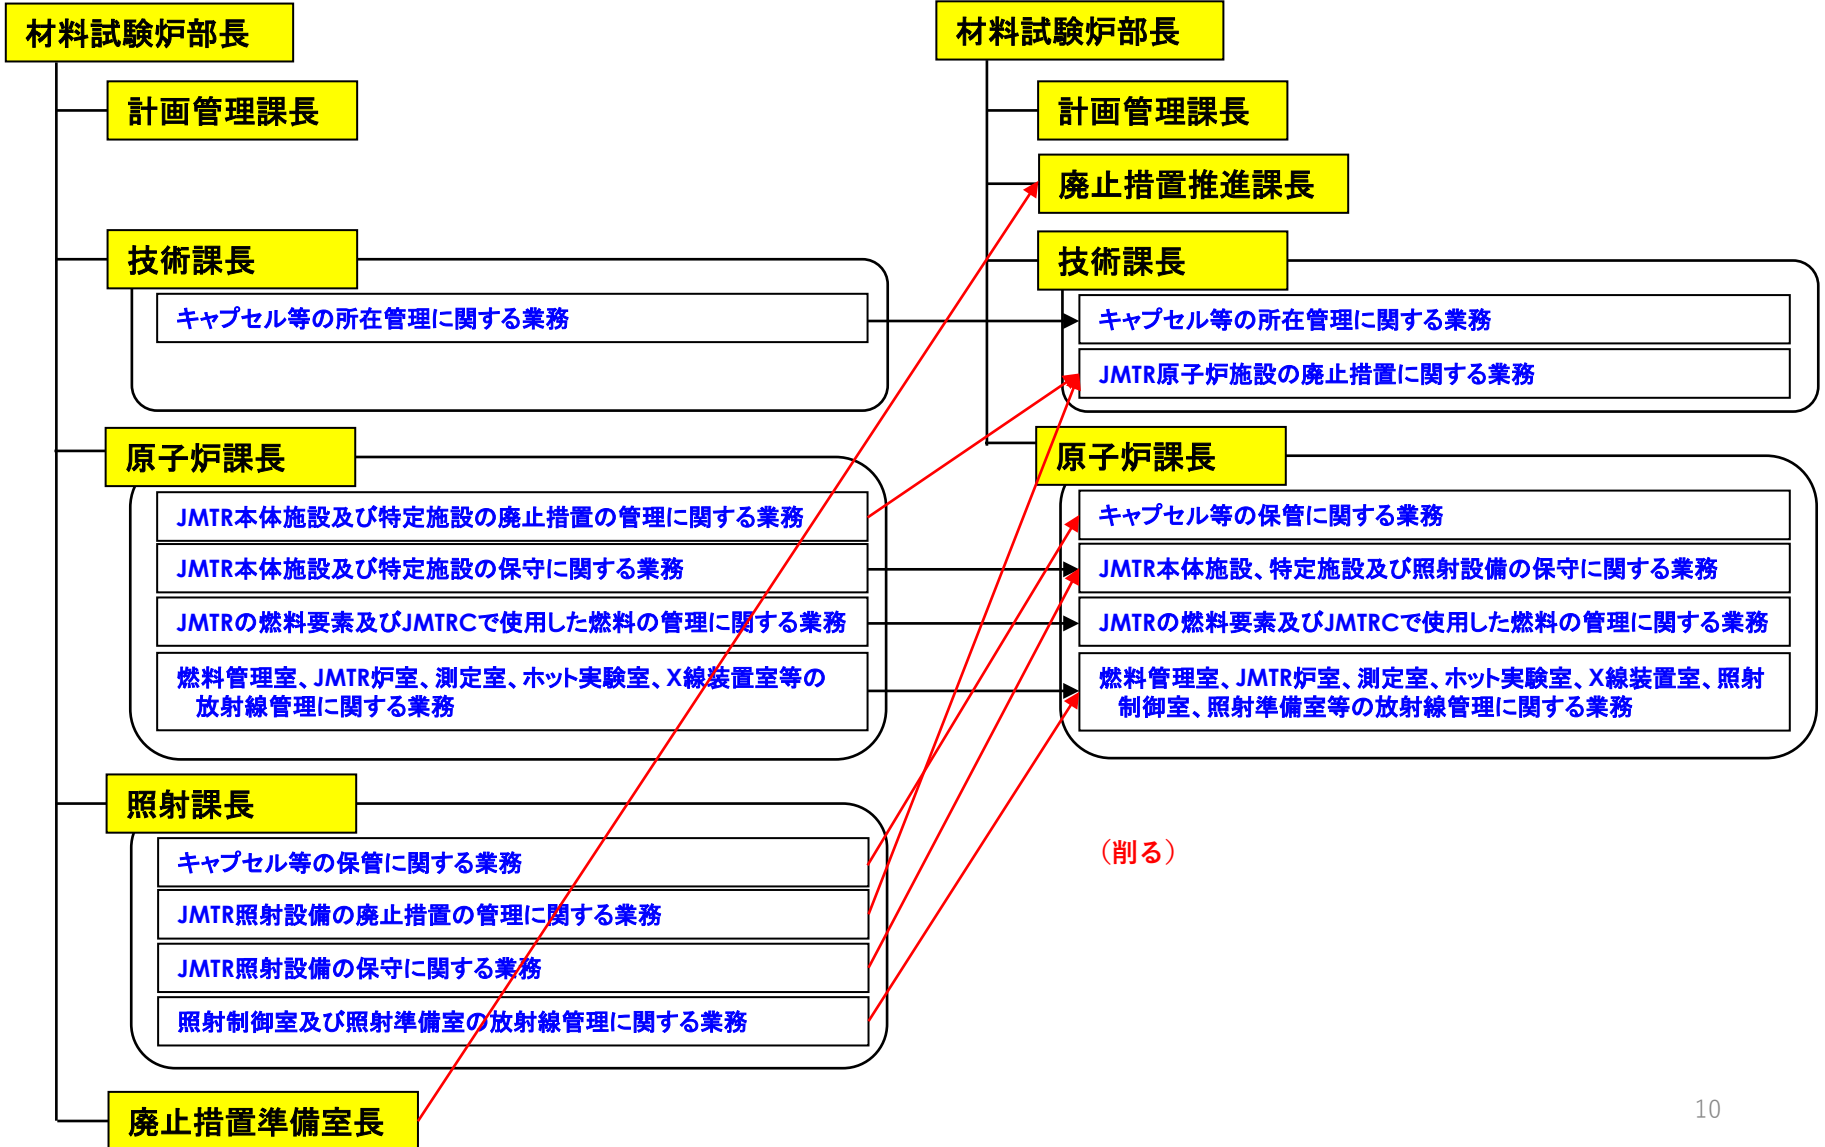 材料試験炉部長
計画管理課長
技術課長
キャプセル等の所在管理に関する業務
原子炉課長
JMTR本体施設及び特定施設の廃止措置の管理に関する業務
JMTR本体施設及び特定施設の保守に関する業務
JMTRの燃料要素及びJMTRCで使用した燃料の管理に関する業務
燃料管理室、JMTR炉室、測定室、ホット実験室、X線装置室等の
放射線管理に関する業務
照射課長
キャプセル等の保管に関する業務
JMTR照射設備の廃止措置の管理に関する業務
JMTR照射設備の保守に関する業務
照射制御室及び照射準備室の放射線管理に関する業務
廃止措置準備室長
材料試験炉部長
計画管理課長
廃止措置推進課長
技術課長
キャプセル等の所在管理に関する業務
JMTR原子炉施設の廃止措置に関する業務
原子炉課長
キャプセル等の保管に関する業務
JMTR本体施設、特定施設及び照射設備の保守に関する業務
JMTRの燃料要素及びJMTRCで使用した燃料の管理に関する業務
燃料管理室、JMTR炉室、測定室、ホット実験室、X線装置室、照射
制御室、照射準備室等の放射線管理に関する業務
（削る）
10